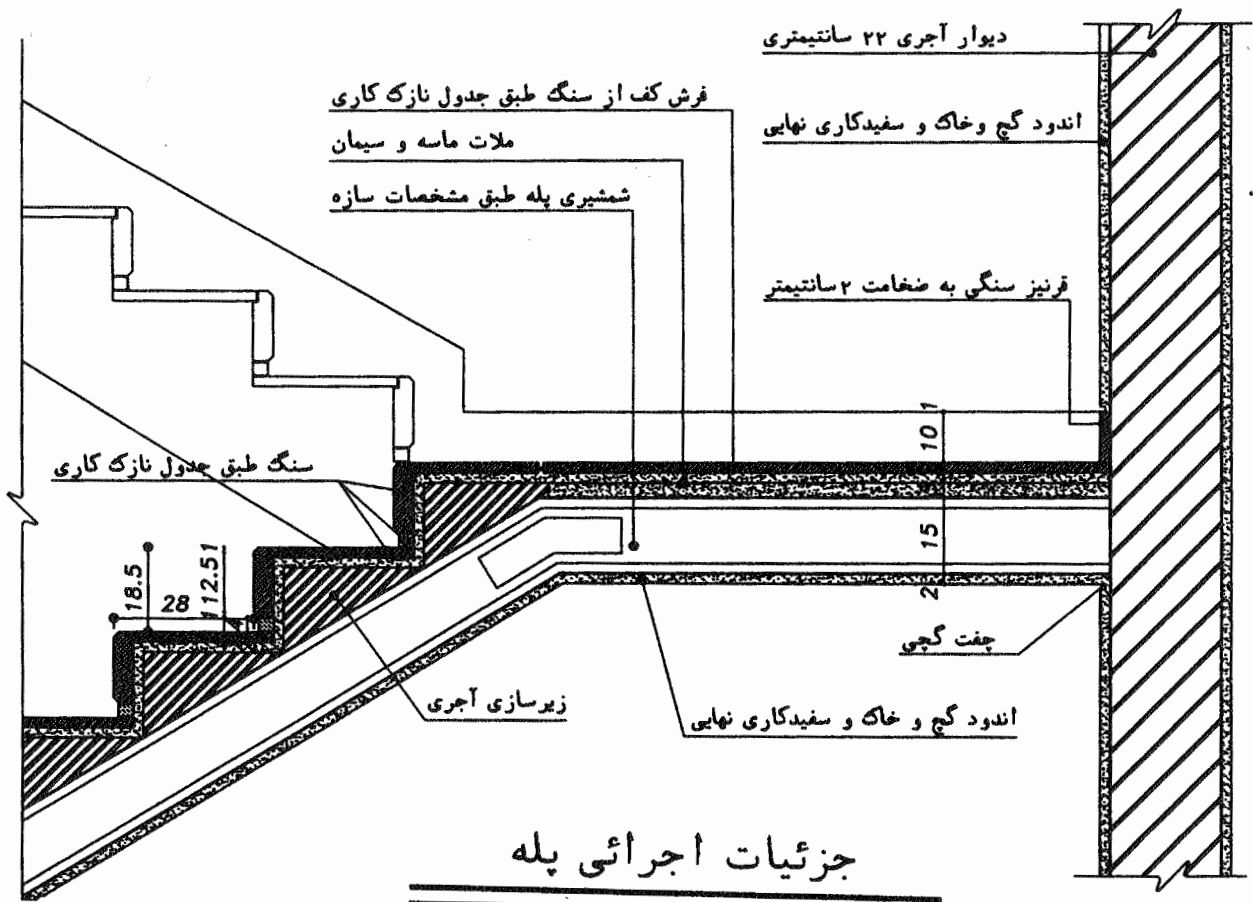 دیوار آجری ۲۲ سانتیمتری
فرش کف از سنگ طبق جدول نازک کاری
اندود گچ وخاک و سفیدکاری نهایی
ملات ماسه و سیمان
شمشیری پله طبق مشخصات سازه
قرنیز سنگی به ضخامت ۲ سانتیمتر
سنگ طبق جدول نازک کاری
1
10
15
2
18.5
28
112.51
چفت گچی
زیرسازی آجری
اندود گچ و خاک و سفیدکاری نهایی
جزئیات اجرائی پله